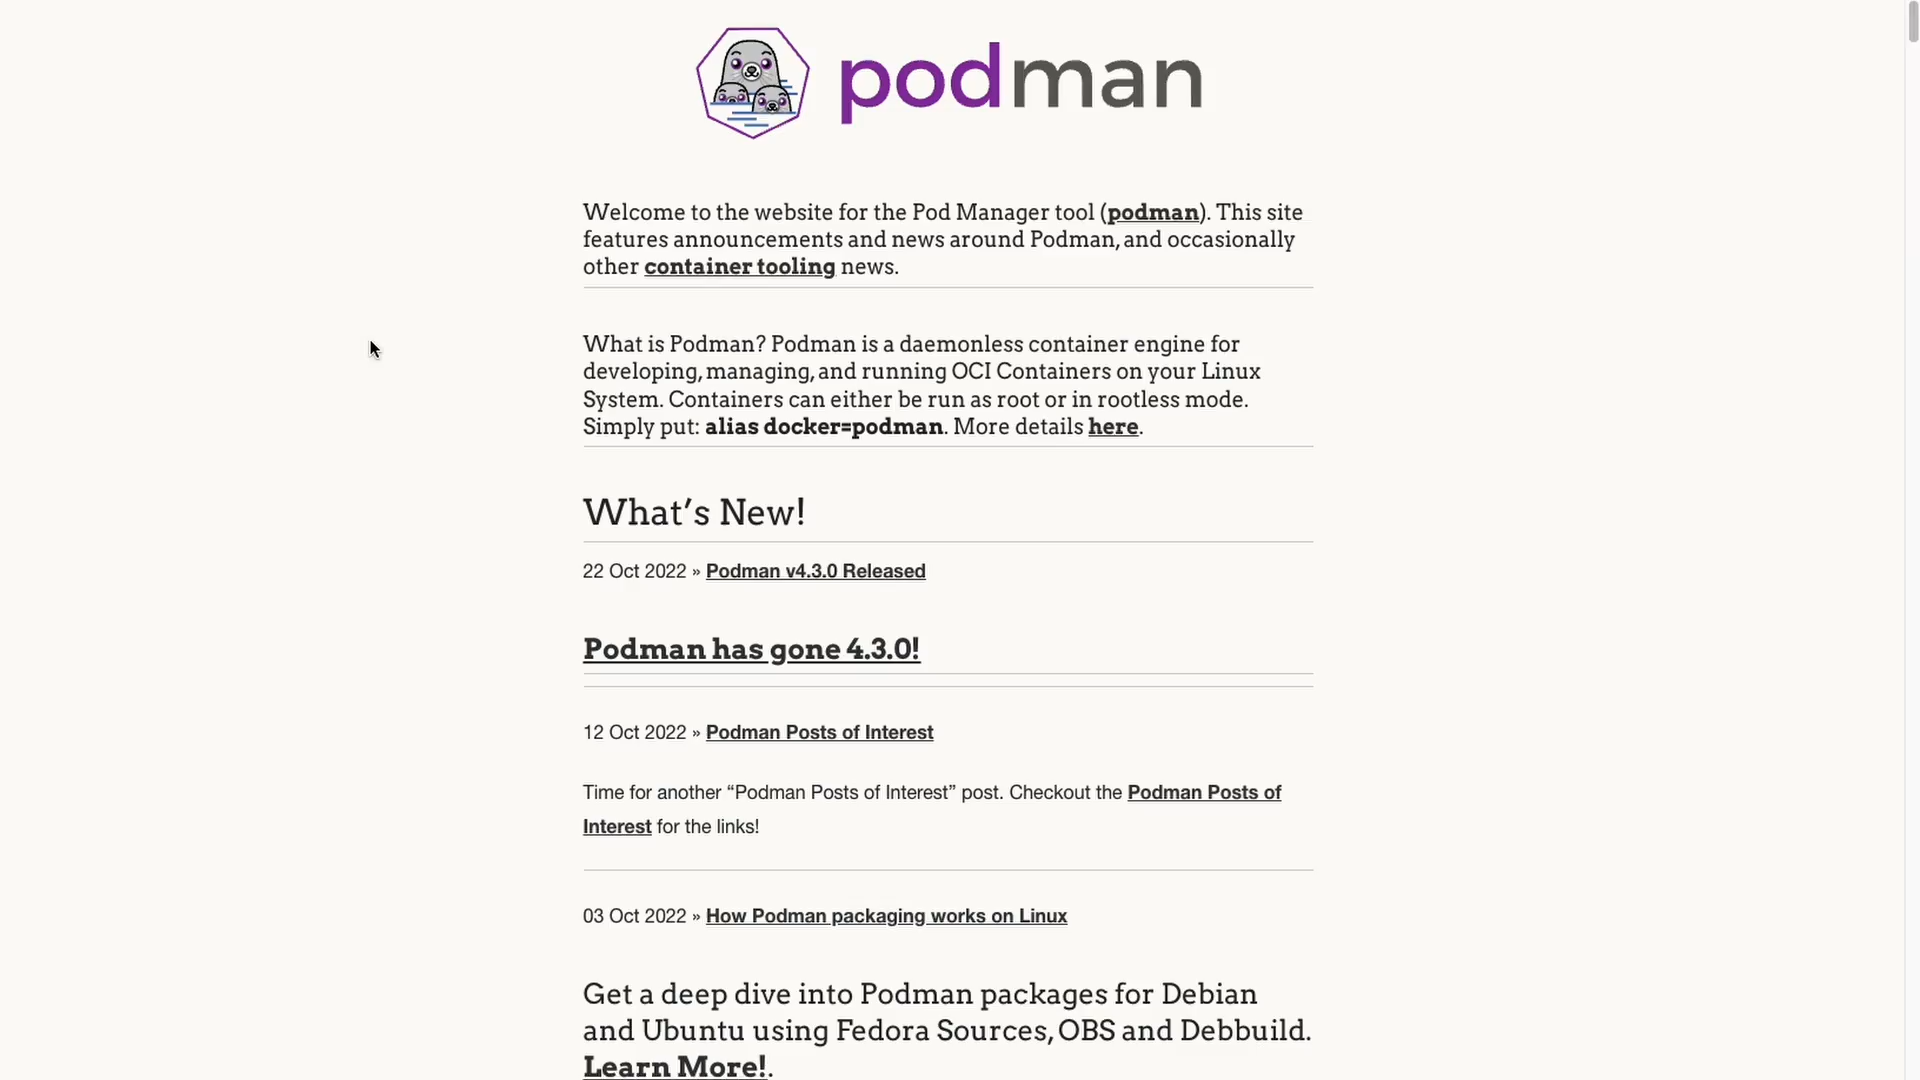 podman
Welcome to the website for the Pod Manager tool (podman). This site
features announcements and news around Podman, and occasionally
other container tooling news.
What is Podman? Podman is a daemonless container engine for
developing, managing, and running OCI Containers on your Linux
System. Containers can either be run as root or in rootless mode.
Simply put: alias docker=podman. More details here.
What’s New!
22 Oct 2022 » Podman v4.3.0 Released
Podman has gone 4.3.0!
12 Oct 2022 » Podman Posts of Interest
Time for another “Podman Posts of Interest” post. Checkout the Podman Posts of
Interest for the links!
03 Oct 2022 » How Podman packaging works on Linux
Get a deep dive into Podman packages for Debian
and Ubuntu using Fedora Sources, OBS and Debbuild.
Learn More!.